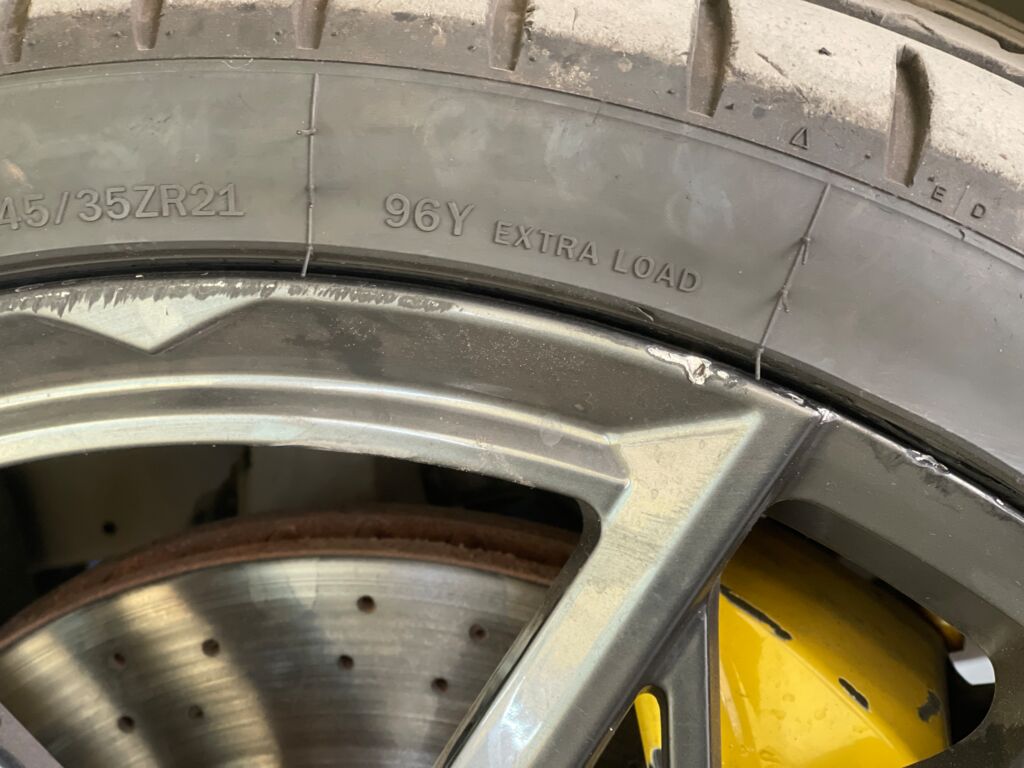 45/35ZR21
96Y EXTRA LOAD
E D